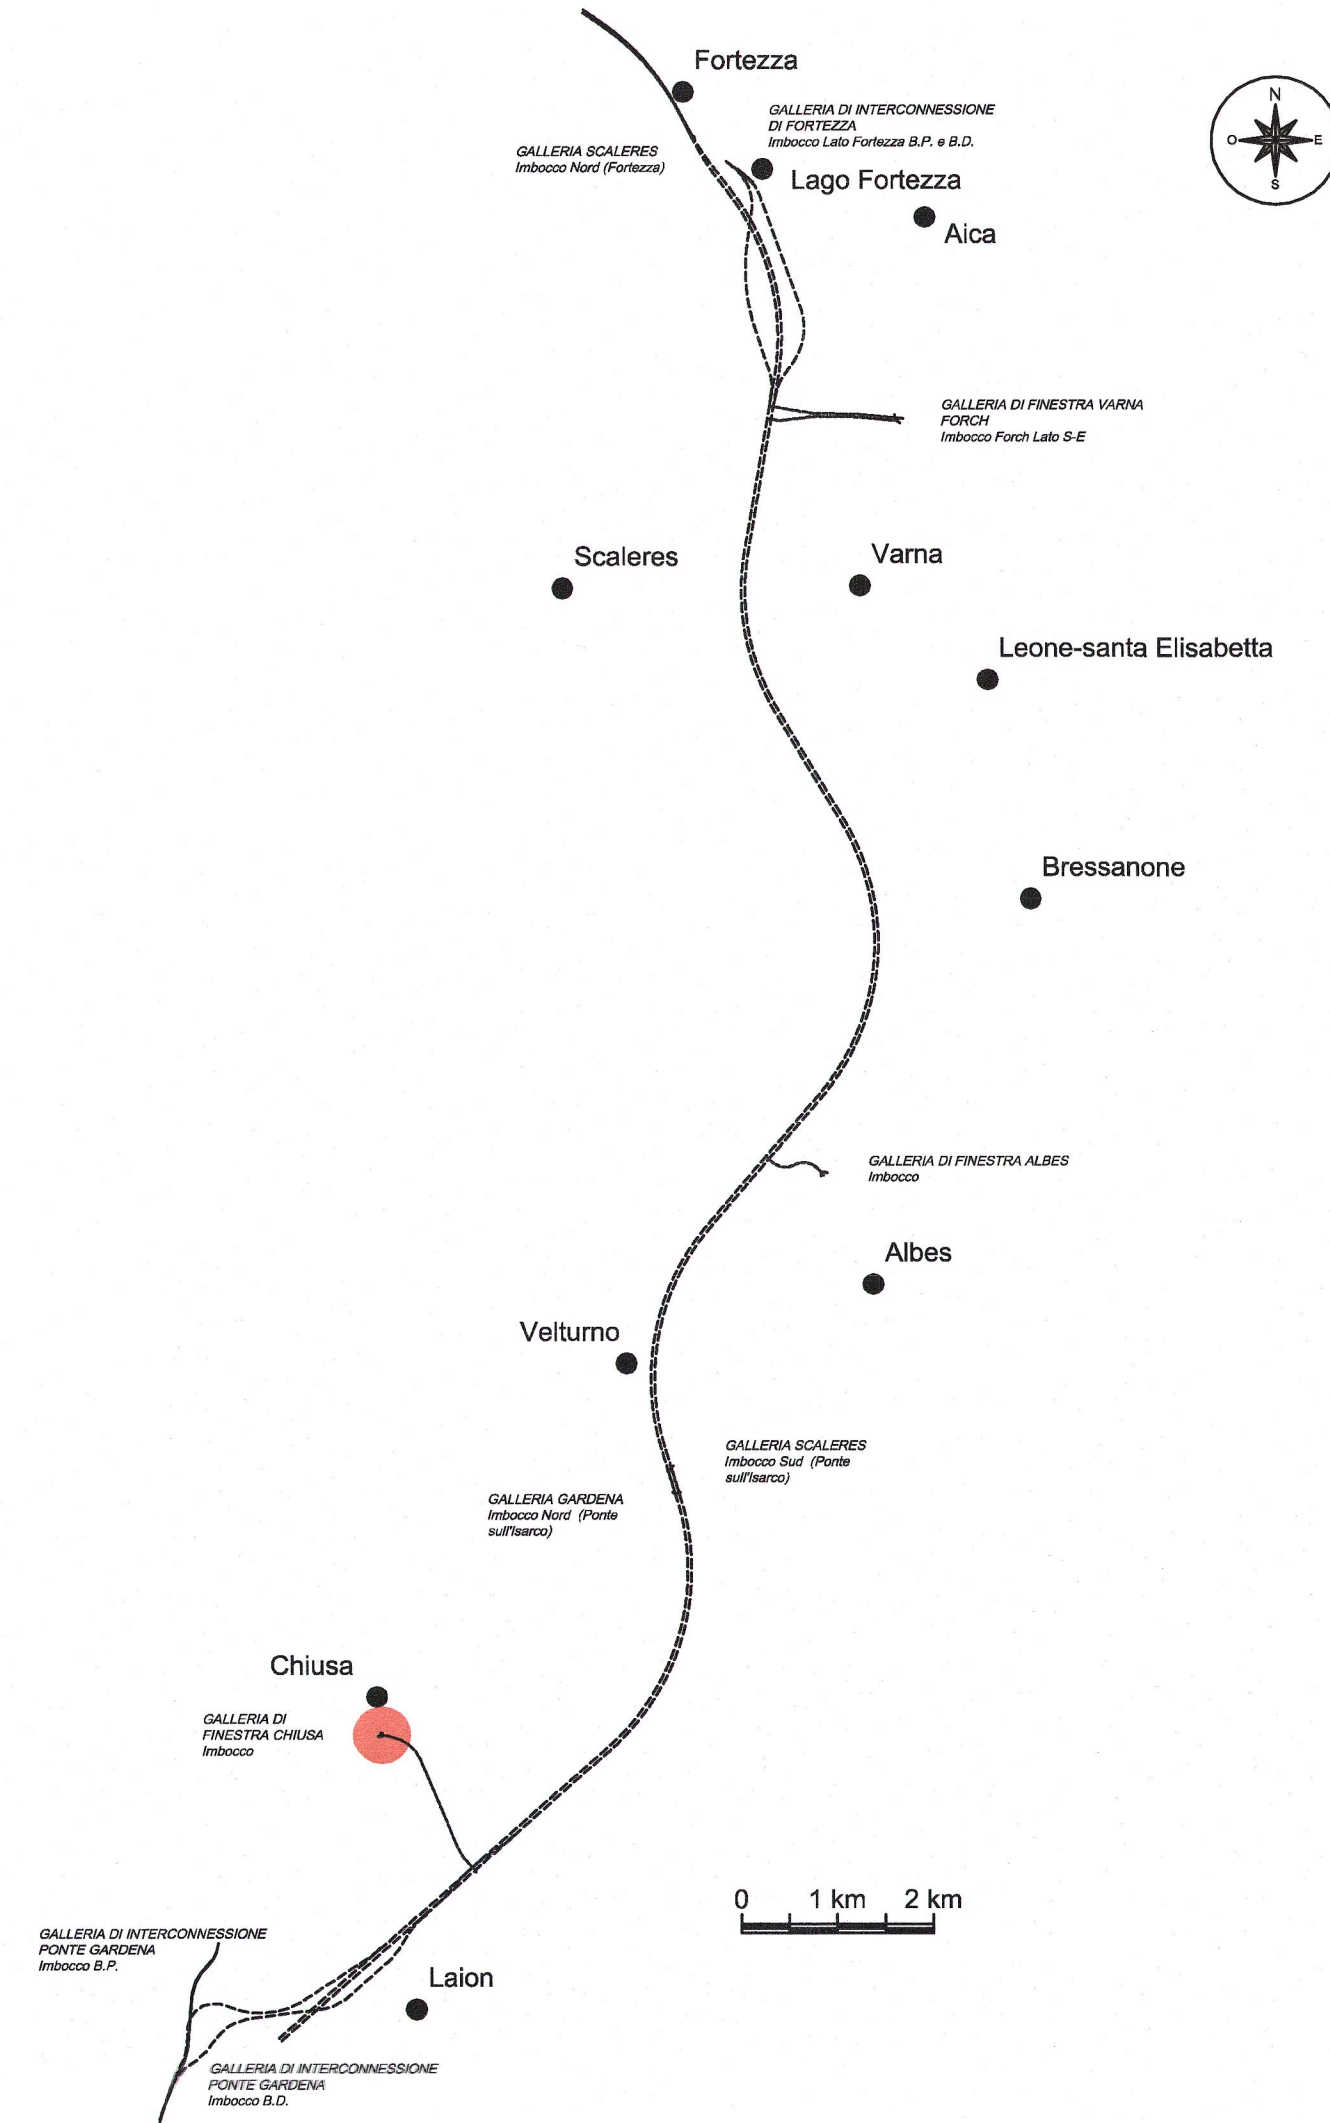 Fortezza
GALLERIA DI INTERCONNESSIONE
DI FORTEZZA
Imbocco Lato Fortezza B.P. e B.D.
N
O
E
S
GALLERIA SCALERES
Imbocco Nord (Fortezza)
Lago Fortezza
Aica
GALLERIA DI FINESTRA VARNA
FORCH
Imbocco Forch Lato S-E
Scaleres
Varna
Leone-santa Elisabetta
Bressanone
GALLERIA DI FINESTRA ALBES
Imbocco
Albes
Velturno
GALLERIA SCALERES
Imbocco Sud (Ponte
sull'Isarco)
GALLERIA GARDENA
Imbocco Nord (Ponte
sull'Isarco)
Chiusa
GALLERIA DI
FINESTRA CHIUSA
Imbocco
0 1 km 2 km
GALLERIA DI INTERCONNESSIONE
PONTE GARDENA
Imbocco B.P.
Laion
GALLERIA DI INTERCONNESSIONE
PONTE GARDENA
Imbocco B.D.